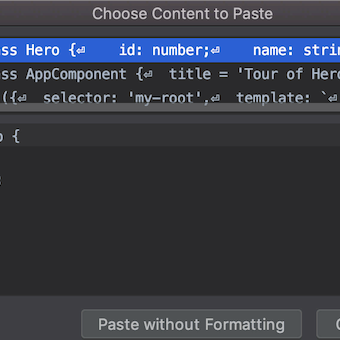 Choose Content to Paste
ss Hero {⏎ id: number;⏎ name: strin
ss AppComponent {⏎ title = 'Tour of Hero
({⏎ selector: 'my-root',⏎ template: `⏎
{
Paste without Formatting